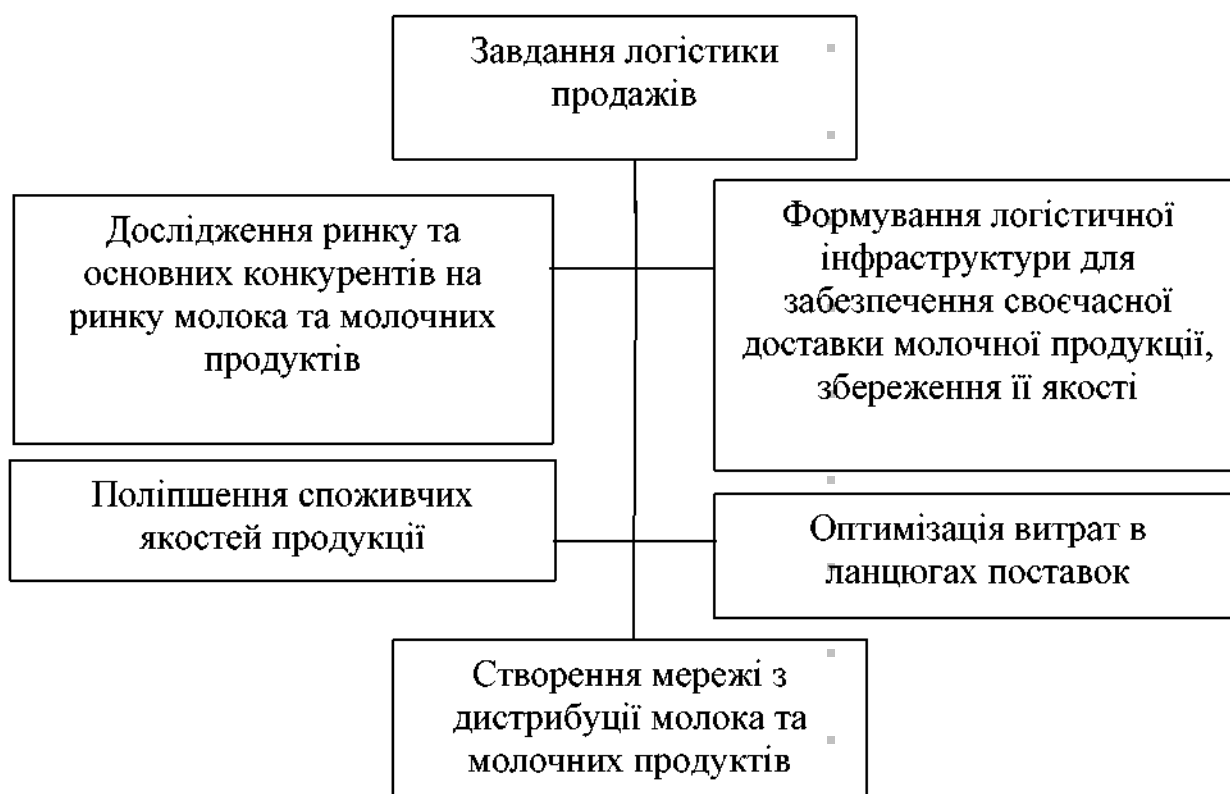 Завдання логістики
продажів
Дослідження ринку та
основних конкурентів на
ринку молока та молочних
продуктів
Формування логістичної
інфраструктури для
забезпечення своєчасної
доставки молочної продукції,
збереження її якості
Поліпшення споживчих
якостей продукції
Оптимізація витрат в
ланцюгах поставок
Створення мережі з
дистрибуції молока та
молочних продуктів